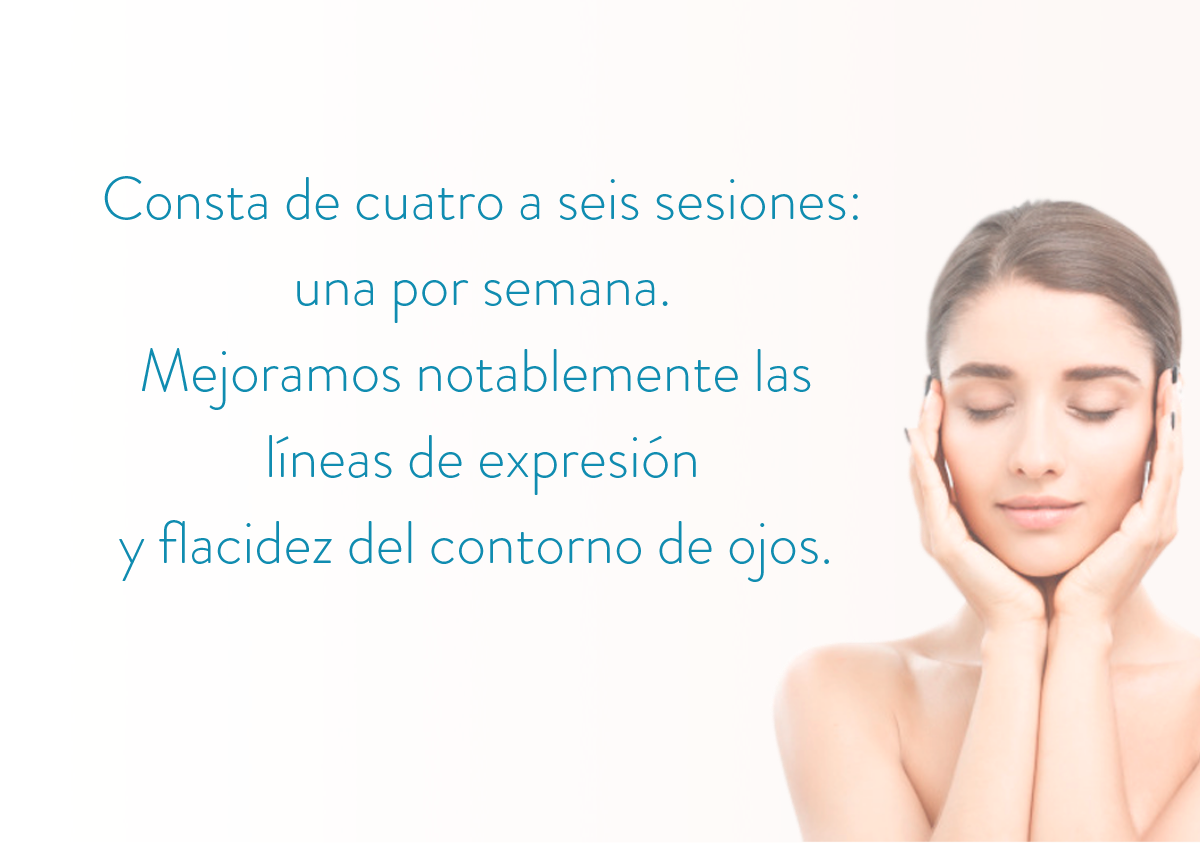 Consta de cuatro a seis sesiones:
una por semana.
Mejoramos notablemente las
líneas de expresión
y flacidez del contorno de ojos.